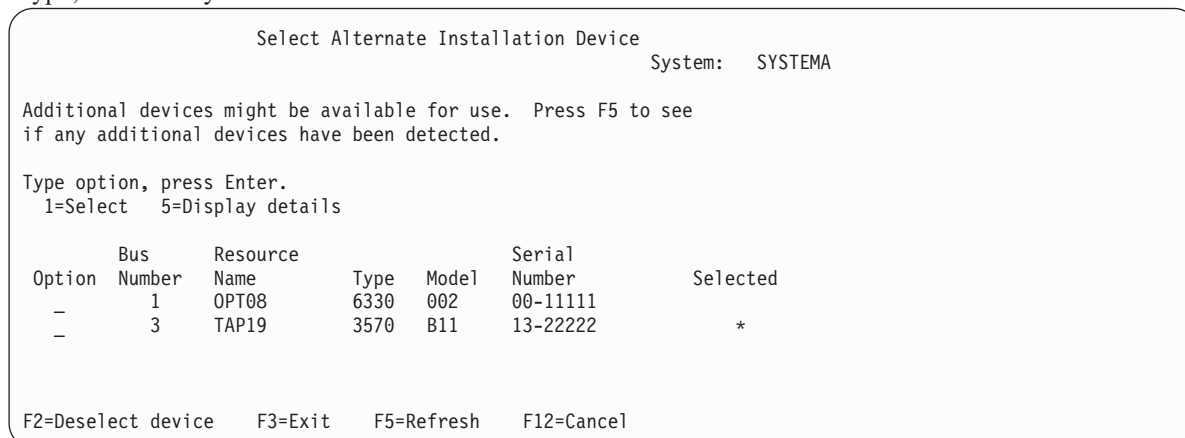 Select Alternate Installation Device
System: SYSTEMA
Additional devices might be available for use. Press F5 to see
if any additional devices have been detected.
Type option, press Enter.
1=Select 5=Display details
Bus Resource Serial
Option Number Name Type Model Number Selected
_ 1 OPT08 6330 002 00-11111
_ 3 TAP19 3570 B11 13-22222 *
F2=Deselect device F3=Exit F5=Refresh F12=Cancel